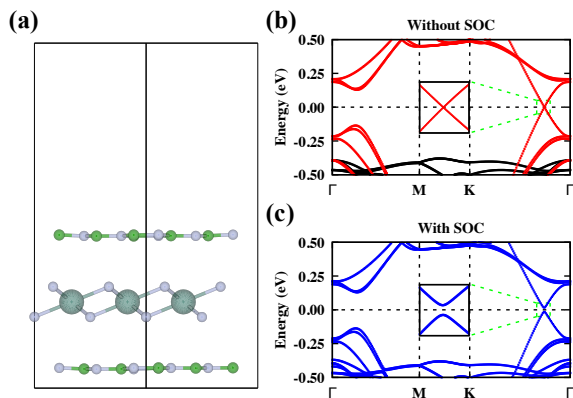 (a)
(b)
Without SOC
Energy (eV)
0.50
0.25
0.00
-0.25
-0.50
Γ M K Γ
(c)
With SOC
Energy (eV)
0.50
0.25
0.00
-0.25
-0.50
Γ M K Γ